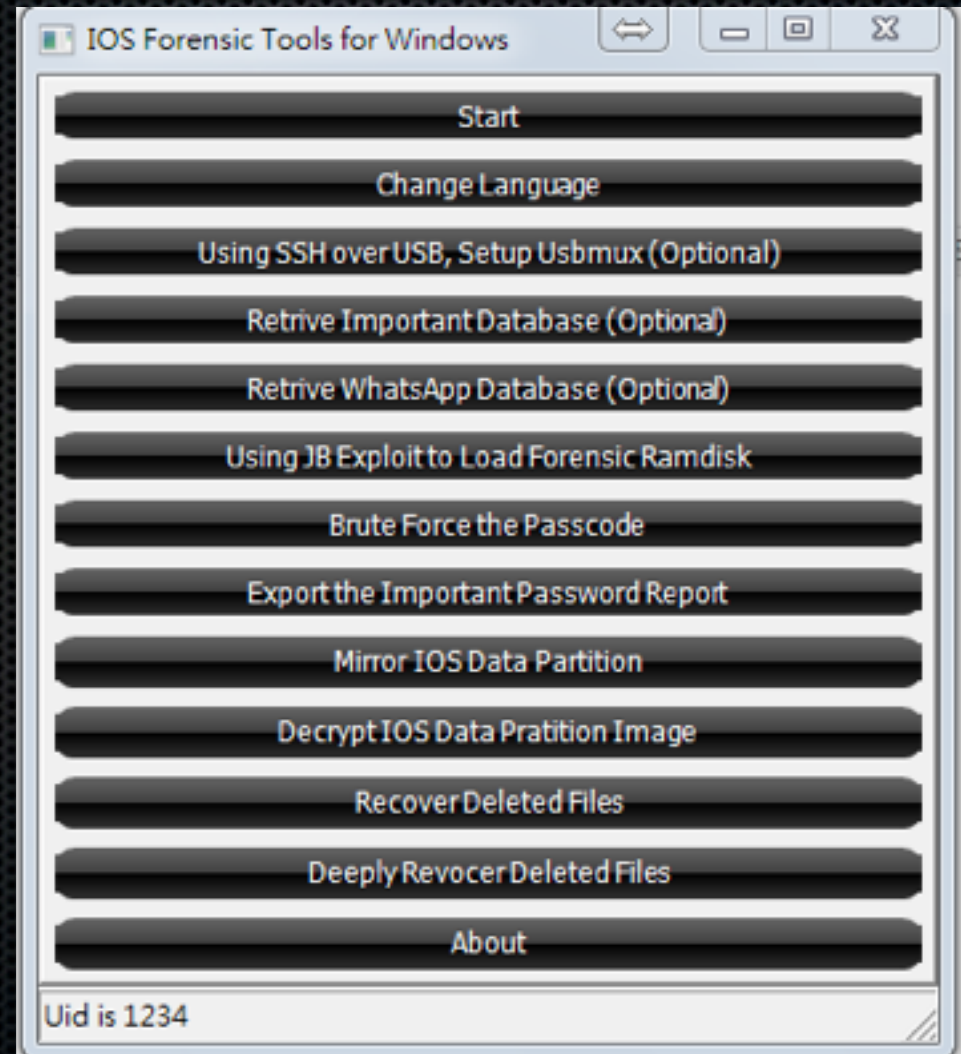 IOS Forensic Tools for Windows
Start
Change Language
Using SSH over USB, Setup Usbmux (Optional)
Retrive Important Database (Optional)
Retrive WhatsApp Database (Optional)
Using JB Exploit to Load Forensic Ramdisk
Brute Force the Passcode
Export the Important Password Report
Mirror IOS Data Partition
Decrypt IOS Data Pratition Image
Recover Deleted Files
Deeply Revocer Deleted Files
About
Uid is 1234